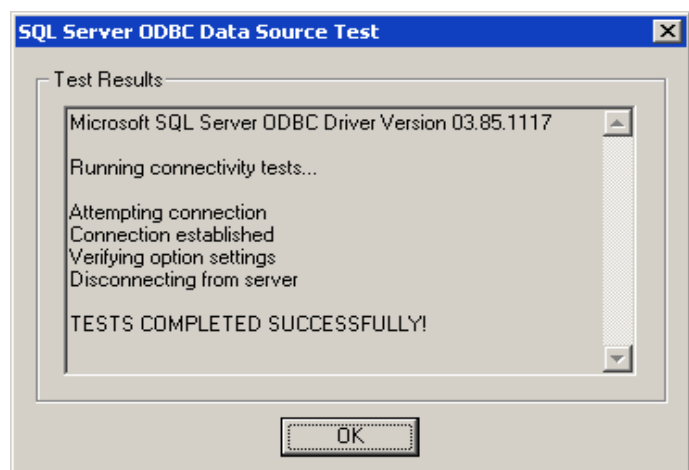 SQL Server ODBC Data Source Test
Test Results
Microsoft SQL Server ODBC Driver Version 03.85.1117
Running connectivity tests...
Attempting connection
Connection established
Verifying option settings
Disconnecting from server
TESTS COMPLETED SUCCESSFULLY!
OK